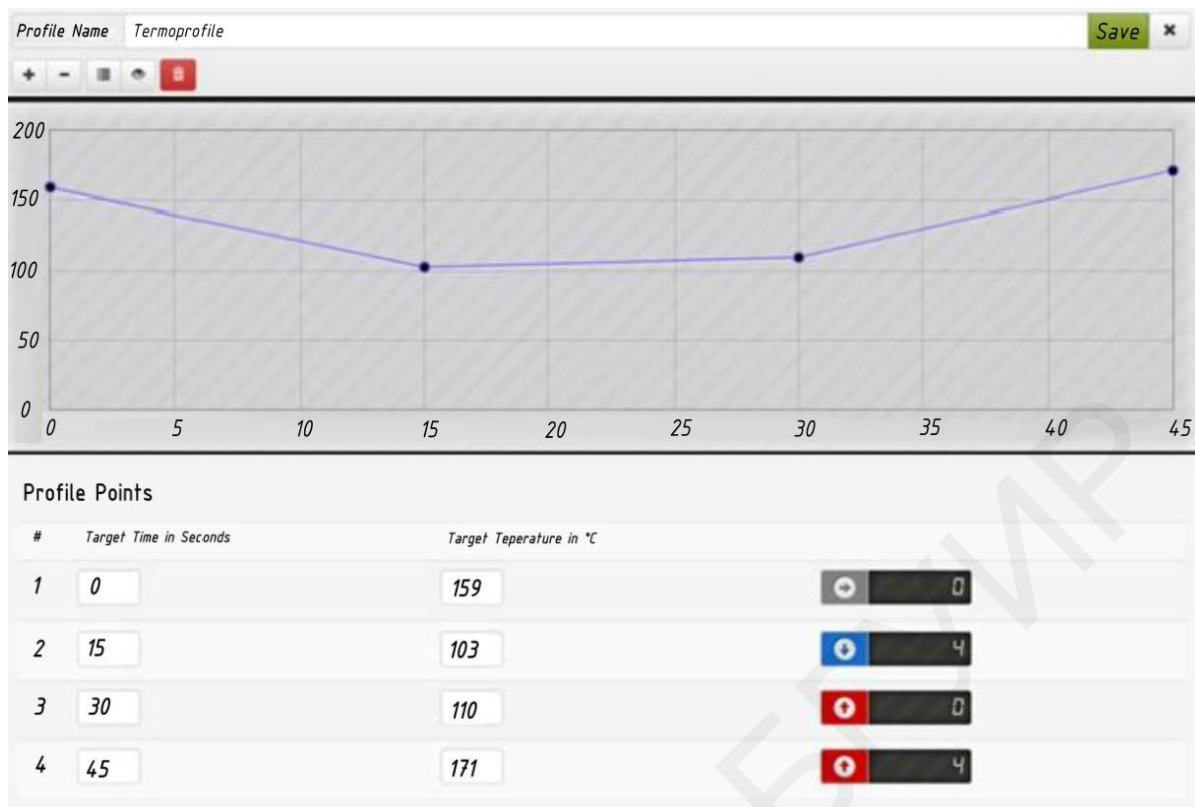 Profile Name Termoprofile Save ×
+ -
200
150
100
50
0
0 5 10 15 20 25 30 35 40 45
Profile Points
# Target Time in Seconds Target Teperature in °C
1 0 159 0
2 15 103 4
3 30 110 0
4 45 171 4
БГУИР